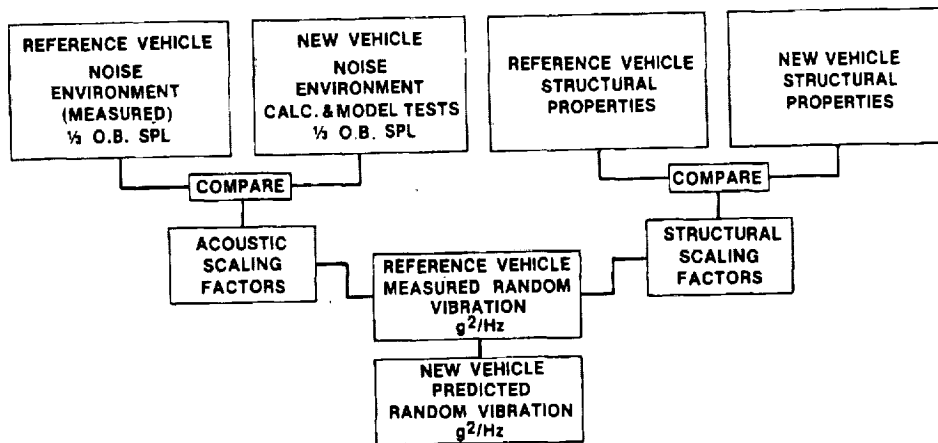 REFERENCE VEHICLE
NOISE
ENVIRONMENT
(MEASURED)
⅓ O.B. SPL
NEW VEHICLE
NOISE
ENVIRONMENT
CALC. & MODEL TESTS
⅓ O.B. SPL
REFERENCE VEHICLE
STRUCTURAL
PROPERTIES
NEW VEHICLE
STRUCTURAL
PROPERTIES
COMPARE
COMPARE
ACOUSTIC
SCALING
FACTORS
STRUCTURAL
SCALING
FACTORS
REFERENCE VEHICLE
MEASURED RANDOM
VIBRATION
g²/Hz
NEW VEHICLE
PREDICTED
RANDOM VIBRATION
g²/Hz